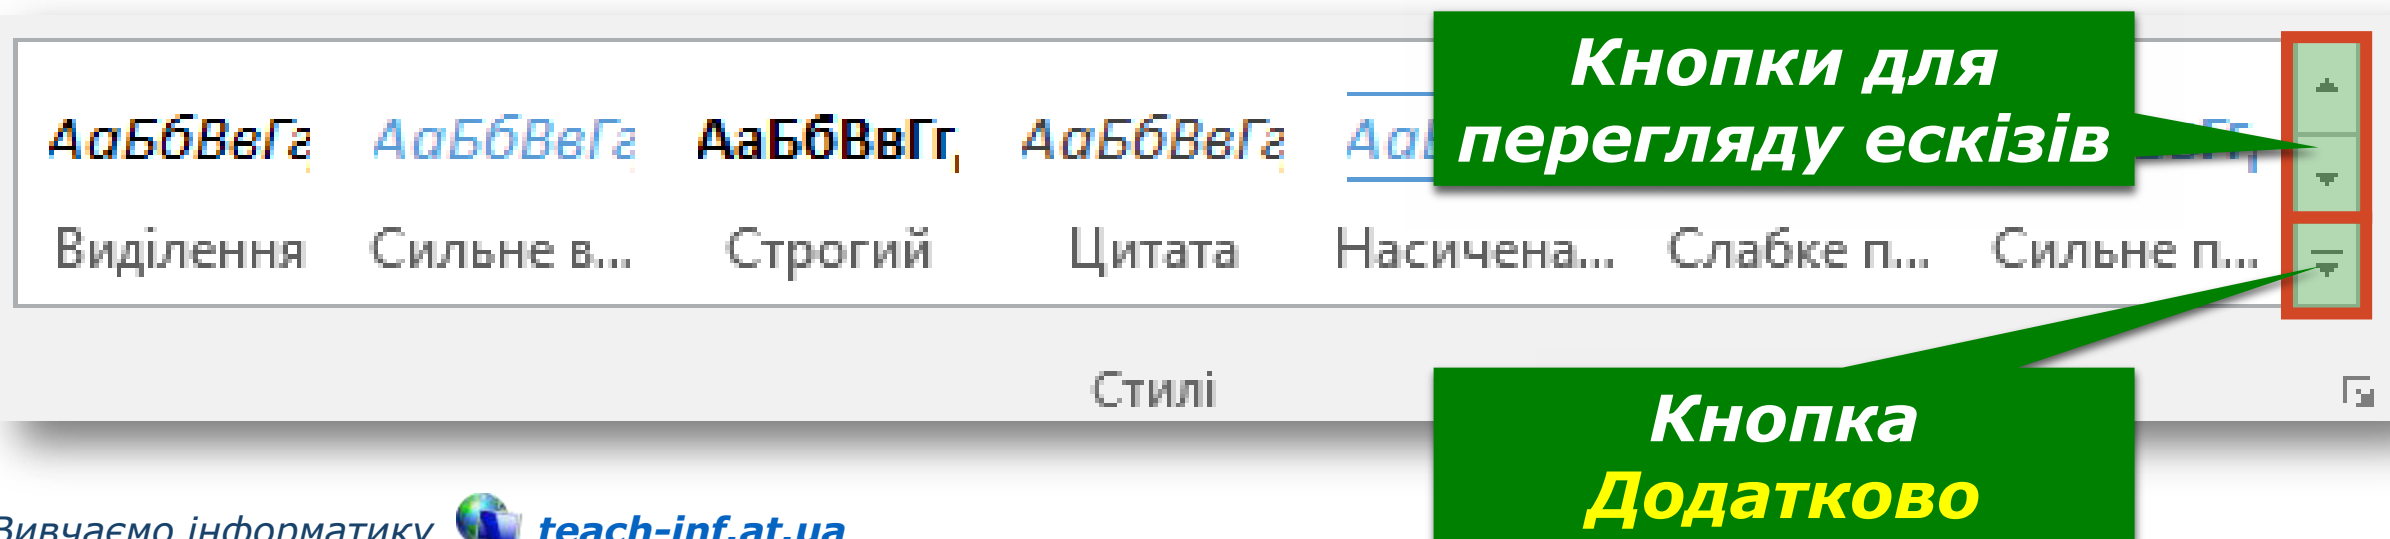 Кнопки для
перегляду ескізів
АаБбВвГг АаБбВвГг АаБбВвГг, АаБбВвГг
Виділення Сильне в... Строгий Цитата Насичена... Слабке п... Сильне п...
Стилі
Кнопка
Додатково
Вивчаємо інформатику teach-inf.at.ua